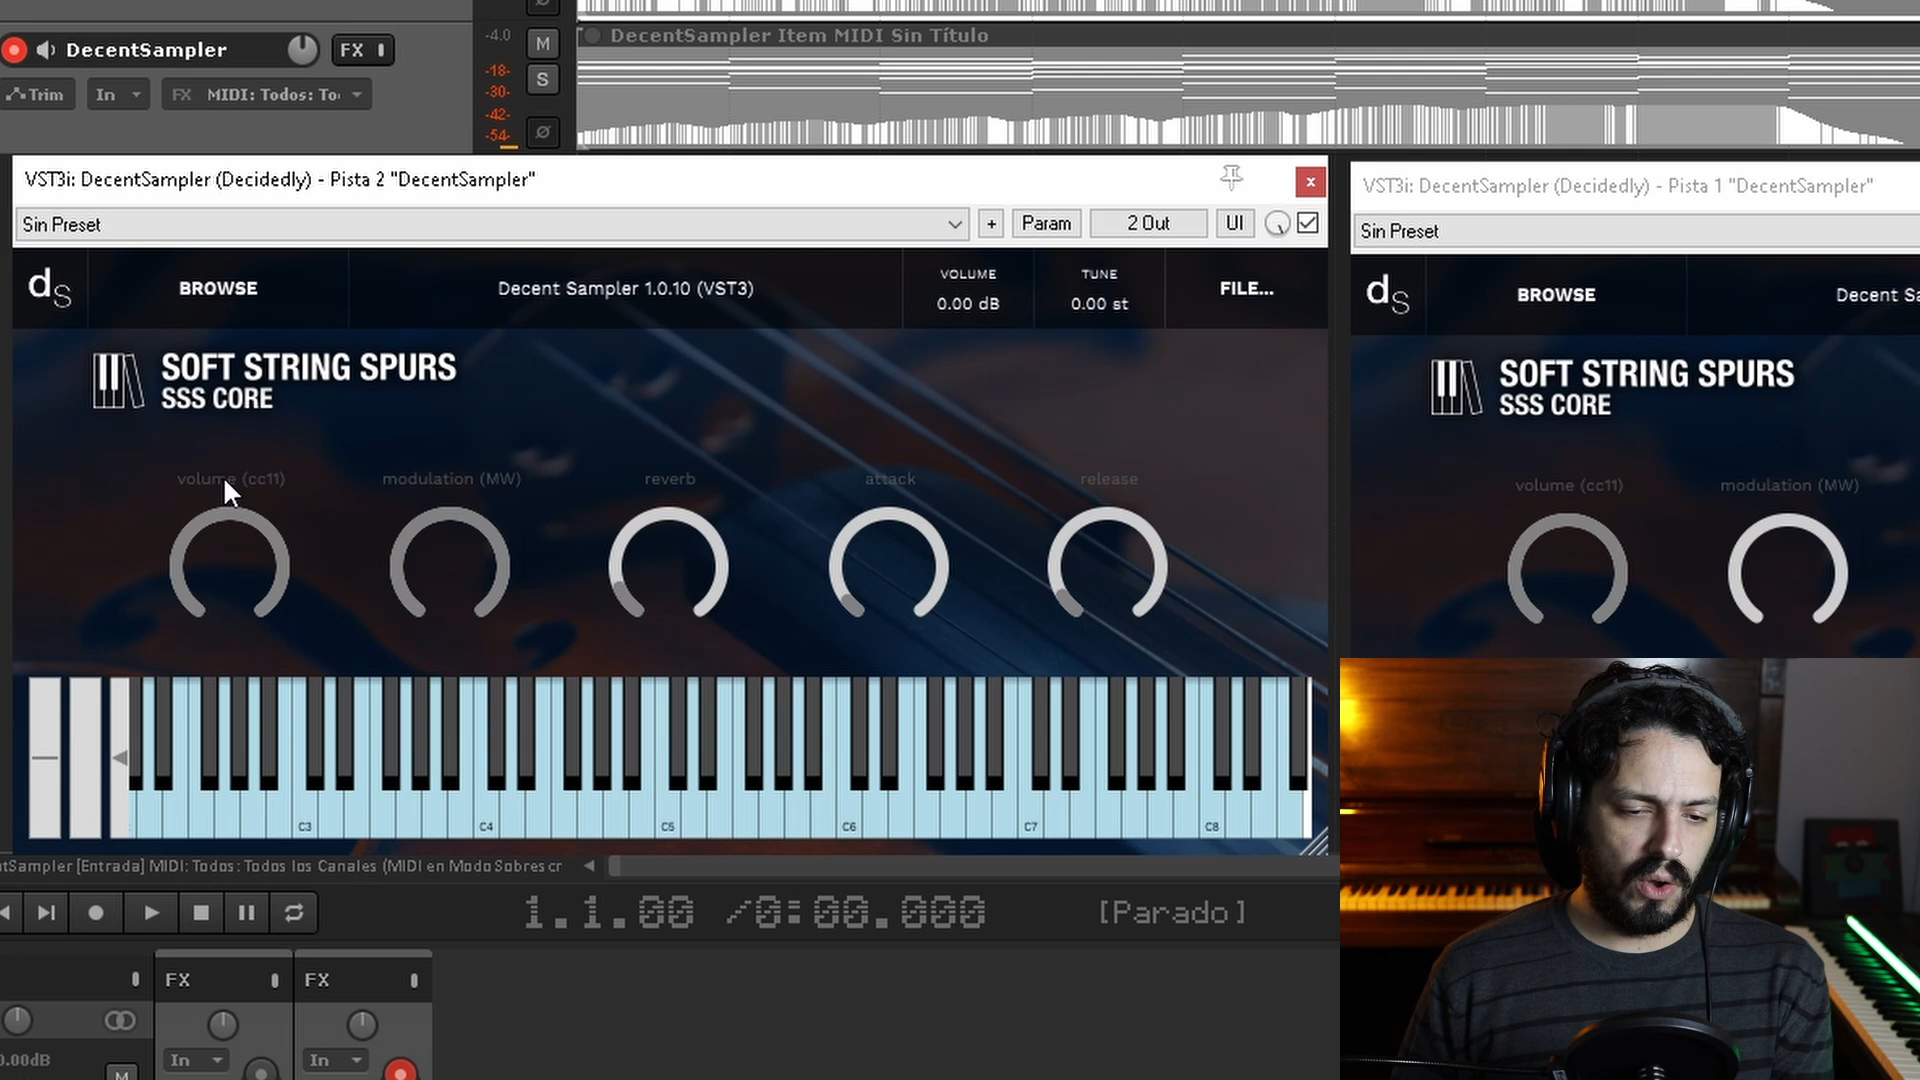 -4.0
DecentSampler
FX
M
DecentSampler Item MIDI Sin Título
-18-
S
Trim
In
FX MIDI: Todos: To
-30-
-42-
-54-
VST3i: DecentSampler (Decidedly) - Pista 2 "DecentSampler"
x
Sin Preset
+
Param
2 Out
UI
ds
BROWSE
Decent Sampler 1.0.10 (VST3)
VOLUME
0.00 dB
TUNE
0.00 st
FILE...
SOFT STRING SPURS
SSS CORE
volume (cc11)
modulation (MW)
reverb
attack
release
C3
C4
C5
C6
C7
C8
VST3i: DecentSampler (Decidedly) - Pista 1 "DecentSampler"
Sin Preset
ds
BROWSE
Decent Sa
SOFT STRING SPURS
SSS CORE
volume (cc11)
modulation (MW)
tSampler [Entrada] MIDI: Todos: Todos los Canales (MIDI en Modo Sobrescr
1.1.00 /0:00.000
[Parado]
FX
FX
In
In
0.00dB
M